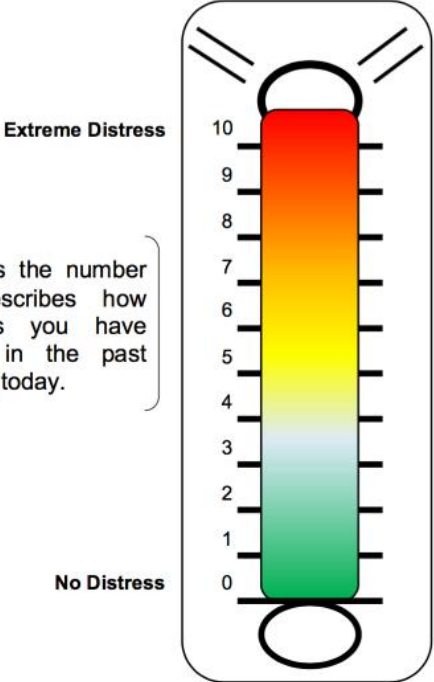 Extreme Distress
10
9
8
s the number
7
escribes how
6
s you have
in the past
5
today.
4
3
2
1
No Distress
0